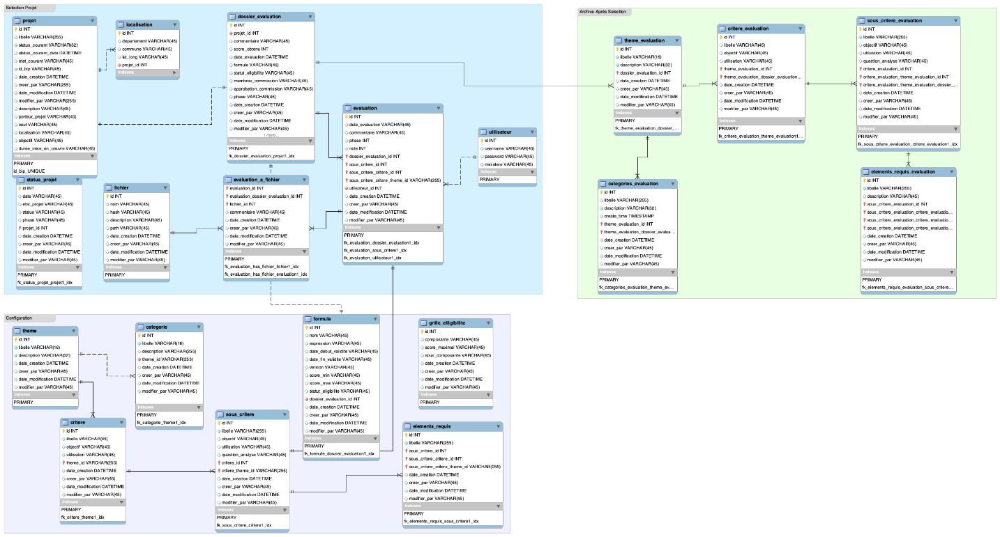 Selection Projet
projet
id INT
libelle VARCHAR(255)
status_courant VARCHAR(32)
status_courant_date DATETIME
etat_courant VARCHAR(45)
id_bip VARCHAR(45)
date_creation DATETIME
creer_par VARCHAR(255)
date_modification DATETIME
modifier_par VARCHAR(255)
description VARCHAR(45)
porteur_projet VARCHAR(45)
cout VARCHAR(45)
localisation VARCHAR(45)
objectif VARCHAR(45)
duree_mise_en_oeuvre VARCHAR(45)
Indexes
PRIMARY
id_bip_UNIQUE
localisation
id INT
departement VARCHAR(45)
commune VARCHAR(45)
lat_long VARCHAR(45)
projet_id INT
Indexes
dossier_evaluation
id INT
projet_id INT
commentaire VARCHAR(45)
score_obtenu INT
date_evaluation DATETIME
formule VARCHAR(45)
statut_eligibilite VARCHAR(45)
membres_commission VARCHAR(45)
approbation_commission VARCHAR(45)
phase VARCHAR(45)
date_creation DATETIME
creer_par VARCHAR(45)
date_modification DATETIME
modifier_par VARCHAR(45)
1 more...
Indexes
PRIMARY
fk_dossier_evaluation_projet1_idx
evaluation
id INT
date_evaluation VARCHAR(45)
commentaire VARCHAR(45)
phase INT
note INT
dossier_evaluation_id INT
sous_critere_id INT
sous_critere_critere_id INT
sous_critere_critere_theme_id VARCHAR(255)
utilisateur_id INT
date_creation DATETIME
creer_par VARCHAR(45)
date_modification DATETIME
modifier_par VARCHAR(45)
Indexes
PRIMARY
fk_evaluation_dossier_evaluation1_idx
fk_evaluation_sous_critere1_idx
fk_evaluation_utilisateur1_idx
utilisateur
id INT
username VARCHAR(45)
password VARCHAR(45)
ministere VARCHAR(45)
Indexes
PRIMARY
status_projet
id INT
date VARCHAR(45)
etat_projet VARCHAR(45)
status VARCHAR(45)
phase VARCHAR(45)
projet_id INT
date_creation DATETIME
creer_par VARCHAR(45)
date_modification DATETIME
modifier_par VARCHAR(45)
Indexes
PRIMARY
fk_status_projet_projet1_idx
fichier
id INT
nom VARCHAR(45)
hash VARCHAR(45)
description VARCHAR(45)
path VARCHAR(45)
date_creation DATETIME
creer_par VARCHAR(45)
date_modification DATETIME
modifier_par VARCHAR(45)
Indexes
PRIMARY
evaluation_a_fichier
evaluation_id INT
evaluation_dossier_evaluation_id INT
fichier_id INT
commentaire VARCHAR(45)
date_creation DATETIME
creer_par VARCHAR(45)
date_modification DATETIME
modifier_par VARCHAR(45)
Indexes
PRIMARY
fk_evaluation_has_fichier_fichier1_idx
fk_evaluation_has_fichier_evaluation1_idx
Archive Aprés Selection
theme_evaluation
id INT
libelle VARCHAR(16)
description VARCHAR(32)
dossier_evaluation_id INT
date_creation DATETIME
creer_par VARCHAR(45)
date_modification DATETIME
modifier_par VARCHAR(45)
Indexes
PRIMARY
fk_theme_evaluation_dossier_...
critere_evaluation
id INT
libelle VARCHAR(45)
objectif VARCHAR(45)
utilisation VARCHAR(45)
theme_evaluation_id INT
theme_evaluation_dossier_evaluation...
date_creation DATETIME
creer_par VARCHAR(45)
date_modification DATETIME
modifier_par VARCHAR(45)
Indexes
PRIMARY
fk_critere_evaluation_theme_evaluation1...
sous_critere_evaluation
id INT
libelle VARCHAR(255)
objectif VARCHAR(45)
utilisation VARCHAR(45)
question_analyse VARCHAR(45)
critere_evaluation_id INT
critere_evaluation_theme_evaluation_id INT
critere_evaluation_theme_evaluation_dossier_...
date_creation DATETIME
creer_par VARCHAR(45)
date_modification DATETIME
modifier_par VARCHAR(45)
Indexes
PRIMARY
fk_sous_critere_evaluation_critere_evaluation1_idx
categories_evaluation
id INT
libelle VARCHAR(255)
description VARCHAR(32)
create_time TIMESTAMP
theme_evaluation_id INT
theme_evaluation_dossier_evalua...
date_creation DATETIME
creer_par VARCHAR(45)
date_modification DATETIME
modifier_par VARCHAR(45)
Indexes
PRIMARY
fk_categories_evaluation_theme_ev...
elements_requis_evaluation
id INT
libelle VARCHAR(255)
description VARCHAR(45)
sous_critere_evaluation_id INT
sous_critere_evaluation_critere_evaluatio...
sous_critere_evaluation_critere_evaluatio...
sous_critere_evaluation_critere_evaluatio...
date_creation DATETIME
creer_par VARCHAR(45)
date_modification DATETIME
modifier_par VARCHAR(45)
Indexes
PRIMARY
fk_elements_requis_evaluation_sous_critere...
Configuration
theme
id INT
libelle VARCHAR(16)
description VARCHAR(32)
date_creation DATETIME
creer_par VARCHAR(45)
date_modification DATETIME
modifier_par VARCHAR(45)
Indexes
PRIMARY
categorie
id INT
libelle VARCHAR(16)
description VARCHAR(255)
theme_id VARCHAR(255)
date_creation DATETIME
creer_par VARCHAR(45)
date_modification DATETIME
modifier_par VARCHAR(45)
Indexes
PRIMARY
fk_categorie_theme1_idx
formule
id INT
nom VARCHAR(45)
expression VARCHAR(45)
date_debut_validite VARCHAR(45)
date_fin_validite VARCHAR(45)
version VARCHAR(45)
score_min VARCHAR(45)
score_max VARCHAR(45)
statut_eligibilite VARCHAR(45)
dossier_evaluation_id INT
date_creation DATETIME
creer_par VARCHAR(45)
date_modification DATETIME
modifier_par VARCHAR(45)
Indexes
PRIMARY
fk_formule_dossier_evaluation1_idx
grille_elligibilite
id INT
composante VARCHAR(45)
score_maximal VARCHAR(45)
sous_composante VARCHAR(45)
date_creation DATETIME
creer_par VARCHAR(45)
date_modification DATETIME
modifier_par VARCHAR(45)
Indexes
PRIMARY
critere
id INT
libelle VARCHAR(45)
objectif VARCHAR(45)
utilisation VARCHAR(45)
theme_id VARCHAR(255)
date_creation DATETIME
creer_par VARCHAR(45)
date_modification DATETIME
modifier_par VARCHAR(45)
Indexes
PRIMARY
fk_critere_theme1_idx
sous_critere
id INT
libelle VARCHAR(255)
objectif VARCHAR(45)
utilisation VARCHAR(45)
question_analyse VARCHAR(45)
critere_id INT
critere_theme_id VARCHAR(255)
date_creation DATETIME
creer_par VARCHAR(45)
date_modification DATETIME
modifier_par VARCHAR(45)
Indexes
PRIMARY
fk_sous_critere_critere1_idx
elements_requis
id INT
libelle VARCHAR(255)
sous_critere_id INT
sous_critere_critere_id INT
sous_critere_critere_theme_id VARCHAR(255)
date_creation DATETIME
creer_par VARCHAR(45)
date_modification DATETIME
modifier_par VARCHAR(45)
Indexes
PRIMARY
fk_elements_requis_sous_critere1_idx